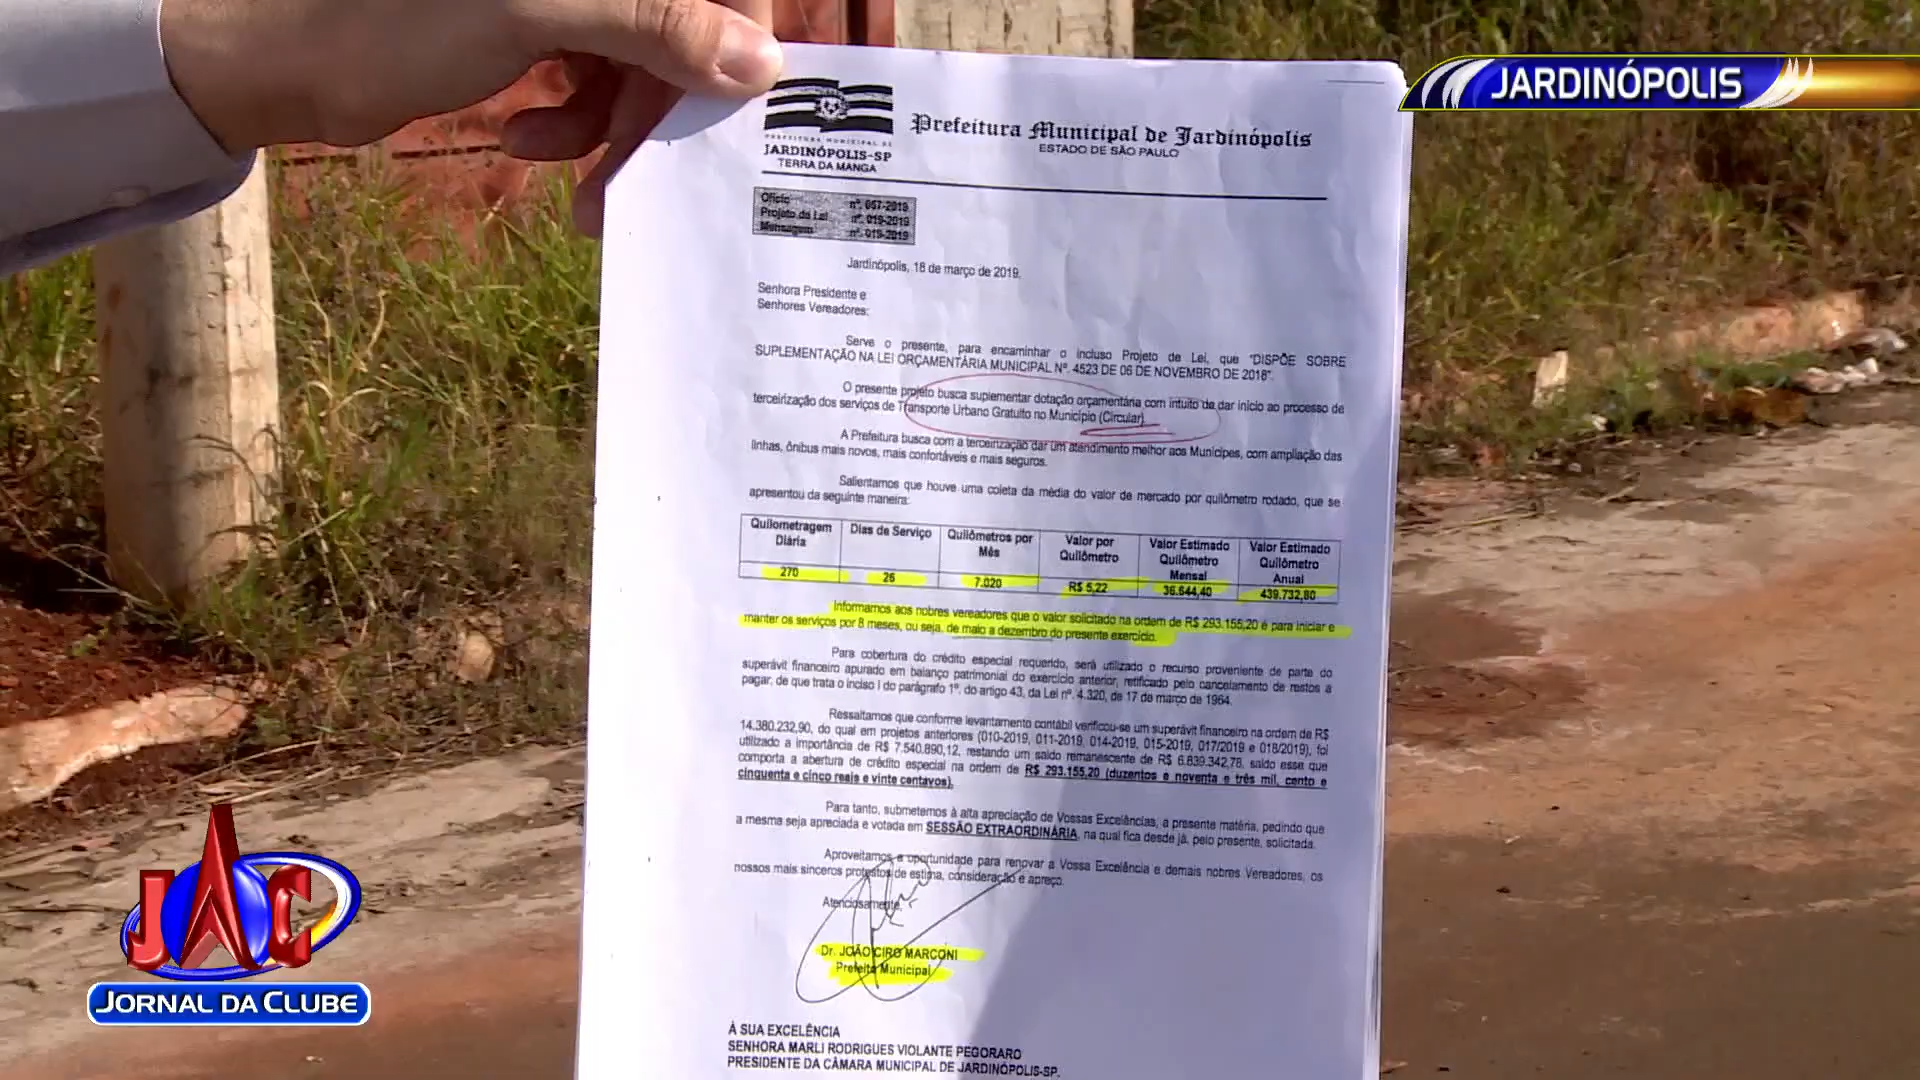 JARDINÓPOLIS
PREFEITURA MUNICIPAL DE
JARDINÓPOLIS-SP
TERRA DA MANGA
Prefeitura Municipal de Jardinópolis
ESTADO DE SÃO PAULO
Ofício nº. 057-2019
Projeto de Lei nº. 019-2019
Mensagem nº. 019-2019
Jardinópolis, 18 de março de 2019.
Senhora Presidente e
Senhores Vereadores:
Serve o presente, para encaminhar o incluso Projeto de Lei, que "DISPÕE SOBRE
SUPLEMENTAÇÃO NA LEI ORÇAMENTÁRIA MUNICIPAL Nº. 4523 DE 06 DE NOVEMBRO DE 2018".
O presente projeto busca suplementar dotação orçamentária com intuito de dar início ao processo de
terceirização dos serviços de Transporte Urbano Gratuito no Município (Circular).
A Prefeitura busca com a terceirização dar um atendimento melhor aos Munícipes, com ampliação das
linhas, ônibus mais novos, mais confortáveis e mais seguros.
Salientamos que houve uma coleta da média do valor de mercado por quilômetro rodado, que se
apresentou da seguinte maneira:
Quilometragem Diária Dias de Serviço Quilômetros por Mês Valor por Quilômetro Valor Estimado Quilômetro Mensal Valor Estimado Quilômetro Anual
270 26 7.020 R$ 5,22 36.644,40 439.732,80
Informamos aos nobres vereadores que o valor solicitado na ordem de R$ 293.155,20 é para iniciar e
manter os serviços por 8 meses, ou seja, de maio a dezembro do presente exercício.
Para cobertura do crédito especial requerido, será utilizado o recurso proveniente de parte do
superávit financeiro apurado em balanço patrimonial do exercício anterior, retificado pelo cancelamento de restos a
pagar, de que trata o inciso I do parágrafo 1º, do artigo 43, da Lei nº. 4.320, de 17 de março de 1964.
Ressaltamos que conforme levantamento contábil verificou-se um superávit financeiro na ordem de R$
14.380.232,90, do qual em projetos anteriores (010-2019, 011-2019, 014-2019, 015-2019, 017/2019 e 018/2019), foi
utilizado a importância de R$ 7.540.890,12, restando um saldo remanescente de R$ 6.839.342,78, saldo esse que
comporta a abertura de crédito especial na ordem de R$ 293.155,20 (duzentos e noventa e três mil, cento e
cinquenta e cinco reais e vinte centavos).
Para tanto, submetemos à alta apreciação de Vossas Excelências, a presente matéria, pedindo que
a mesma seja apreciada e votada em SESSÃO EXTRAORDINÁRIA, na qual fica desde já, pelo presente, solicitada.
Aproveitamos a oportunidade para renovar a Vossa Excelência e demais nobres Vereadores, os
nossos mais sinceros protestos de estima, consideração e apreço.
Atenciosamente,
Dr. JOÃO CIRO MARCONI
Prefeito Municipal
À SUA EXCELÊNCIA
SENHORA MARLI RODRIGUES VIOLANTE PEGORARO
PRESIDENTE DA CÂMARA MUNICIPAL DE JARDINÓPOLIS-SP.
JAC
JORNAL DA CLUBE